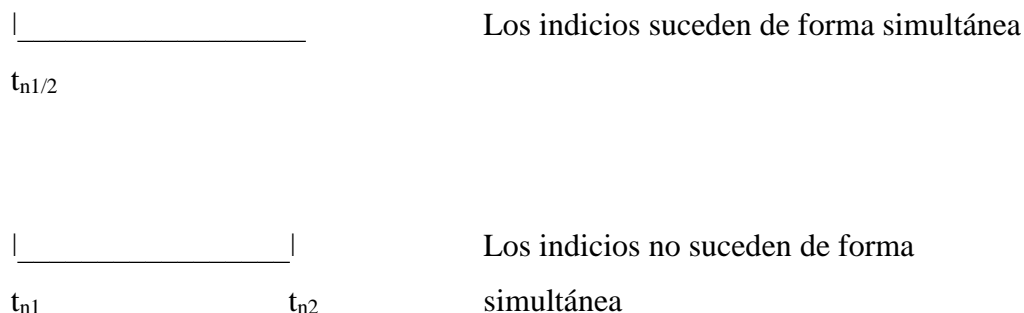 Los indicios suceden de forma simultánea
tn1/2
Los indicios no suceden de forma
tn1 tn2 simultánea